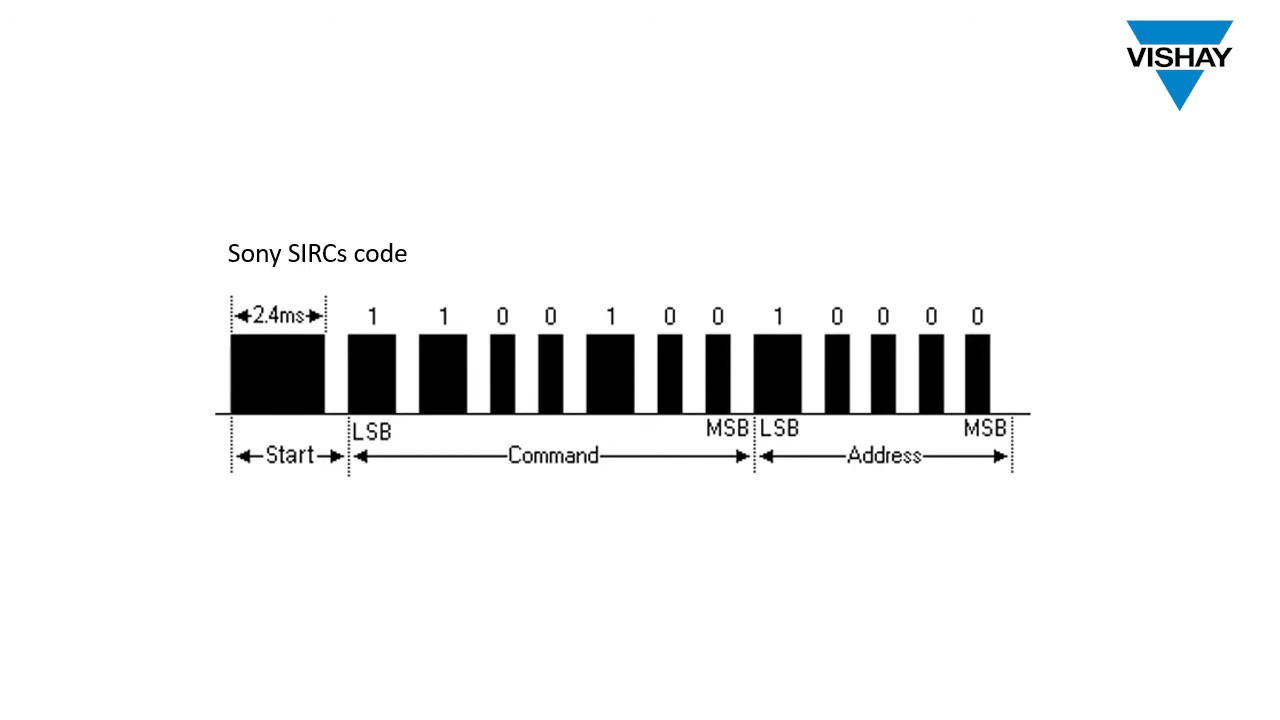 VISHAY
Sony SIRCs code
2.4ms 1 1 0 0 1 0 0 1 0 0 0 0
LSB MSB LSB MSB
Start Command Address